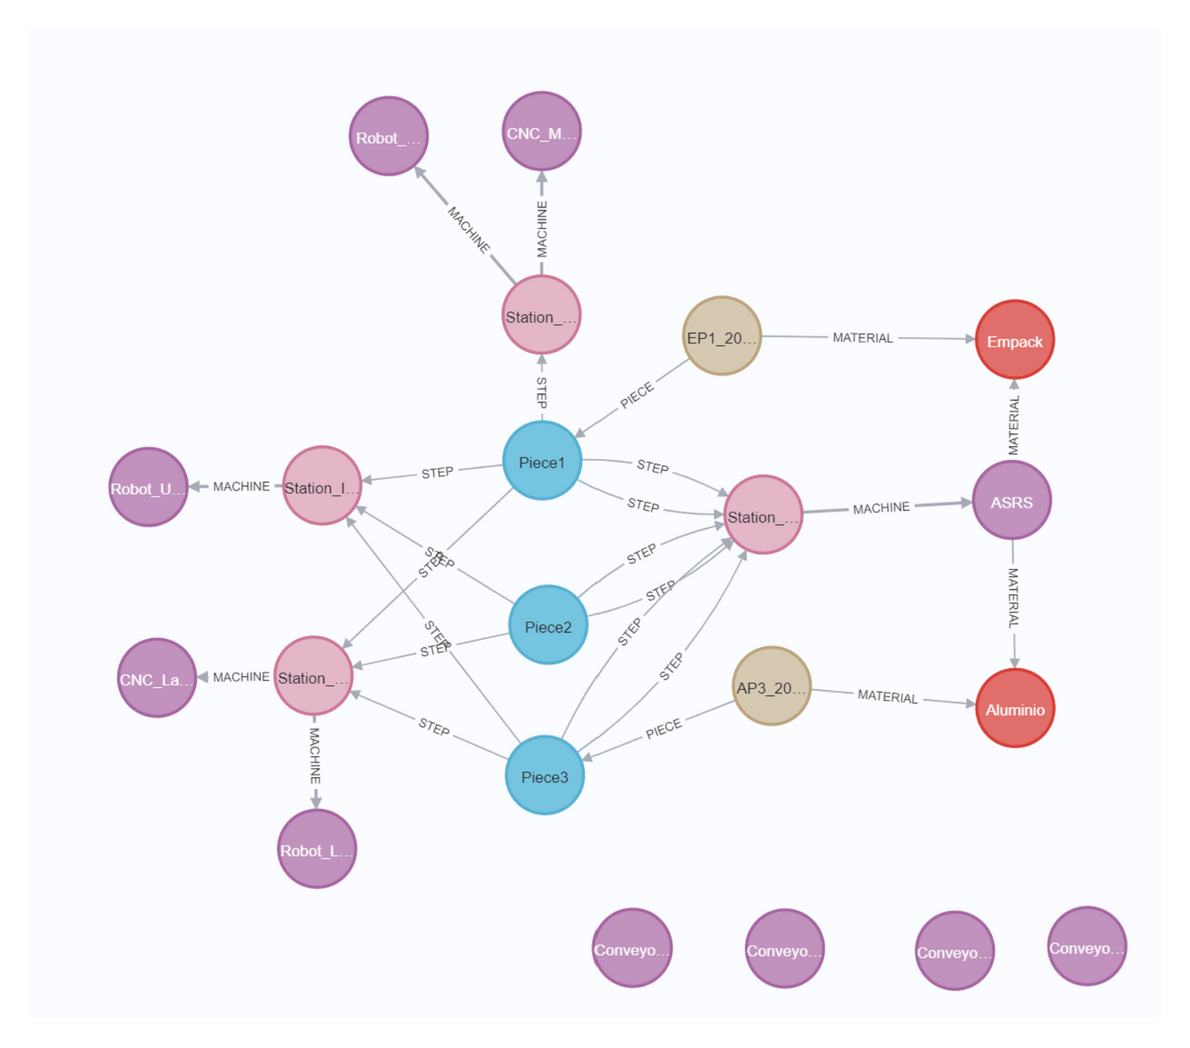 Robot_...
CNC_M...
MACHINE
MACHINE
Station_...
EP1_20...
MATERIAL
Empack
STEP
PIECE
MATERIAL
Piece1
STEP
STEP
Robot_U...
MACHINE
Station_I...
STEP
Station_...
MACHINE
ASRS
STEP
STEP
STEP
STEP
MATERIAL
Piece2
STEP
STEP
STEP
STEP
CNC_La...
MACHINE
Station_...
AP3_20...
MATERIAL
Aluminio
STEP
PIECE
MACHINE
Piece3
Robot_L...
Conveyo...
Conveyo...
Conveyo...
Conveyo...